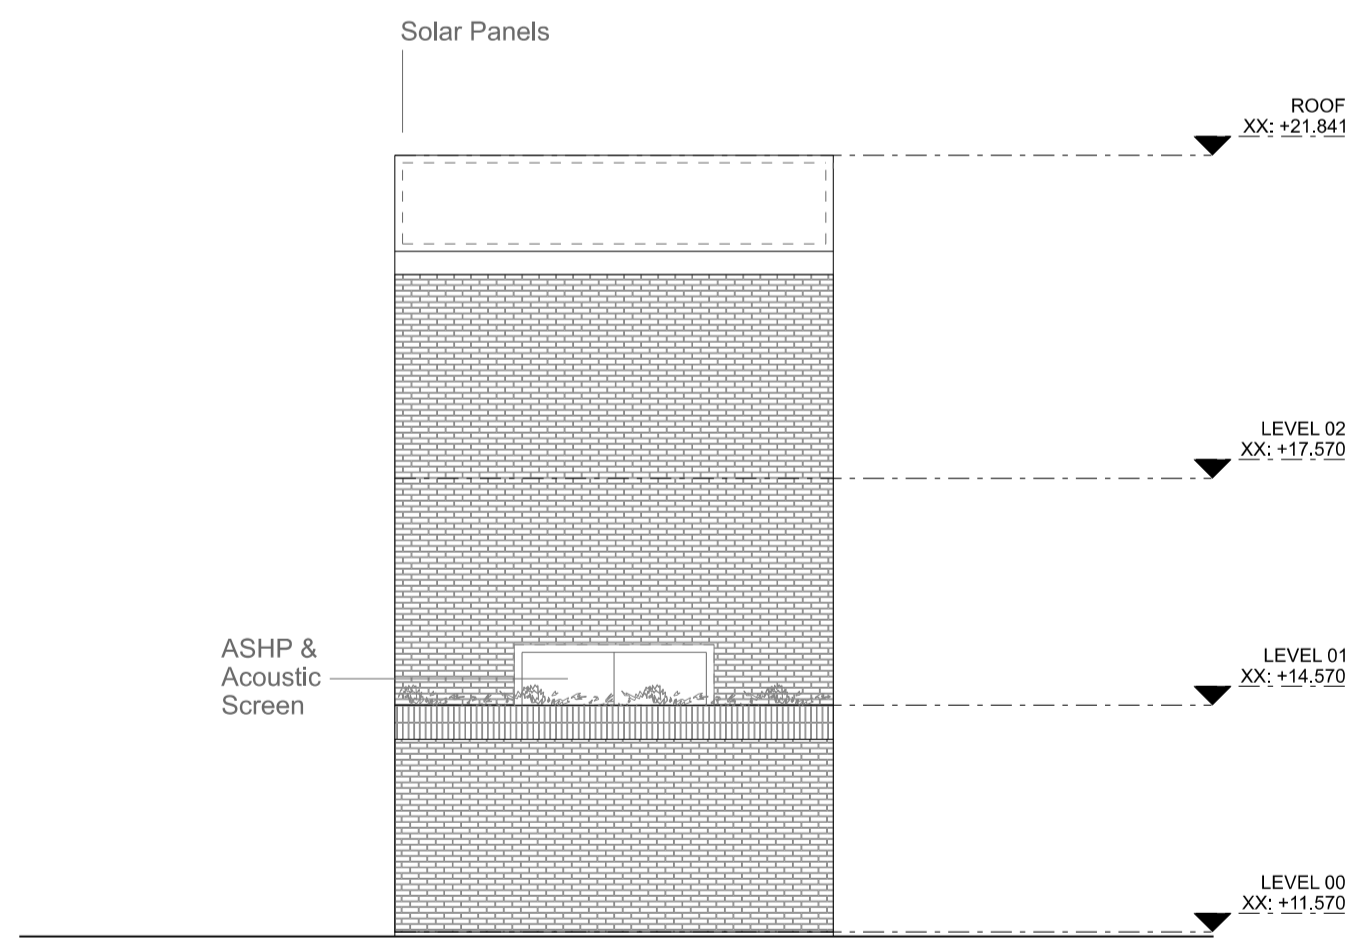 Solar Panels
ROOF
XX: +21.841
LEVEL 02
XX: +17.570
ASHP &
Acoustic
Screen
LEVEL 01
XX: +14.570
LEVEL 00
XX: +11.570